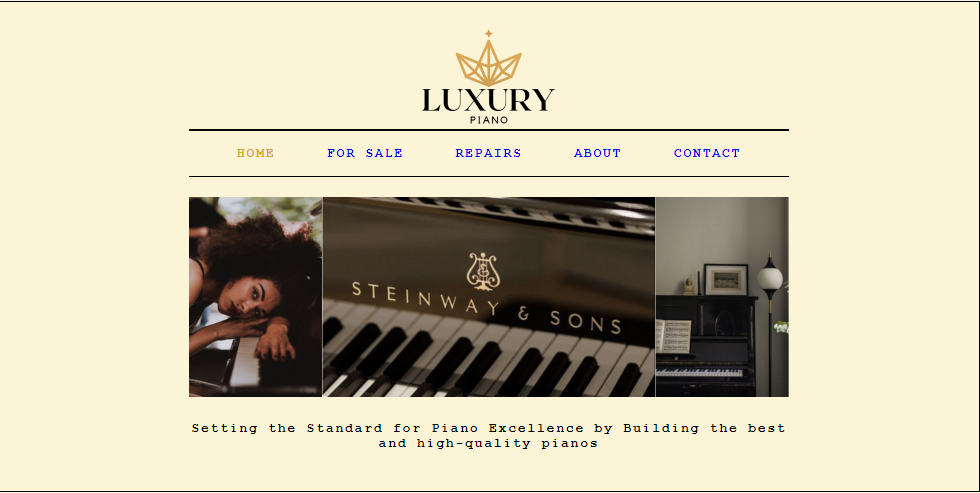 LUXURY
PIANO
HOME FOR SALE REPAIRS ABOUT CONTACT
STEINWAY & SONS
Setting the Standard for Piano Excellence by Building the best
and high-quality pianos